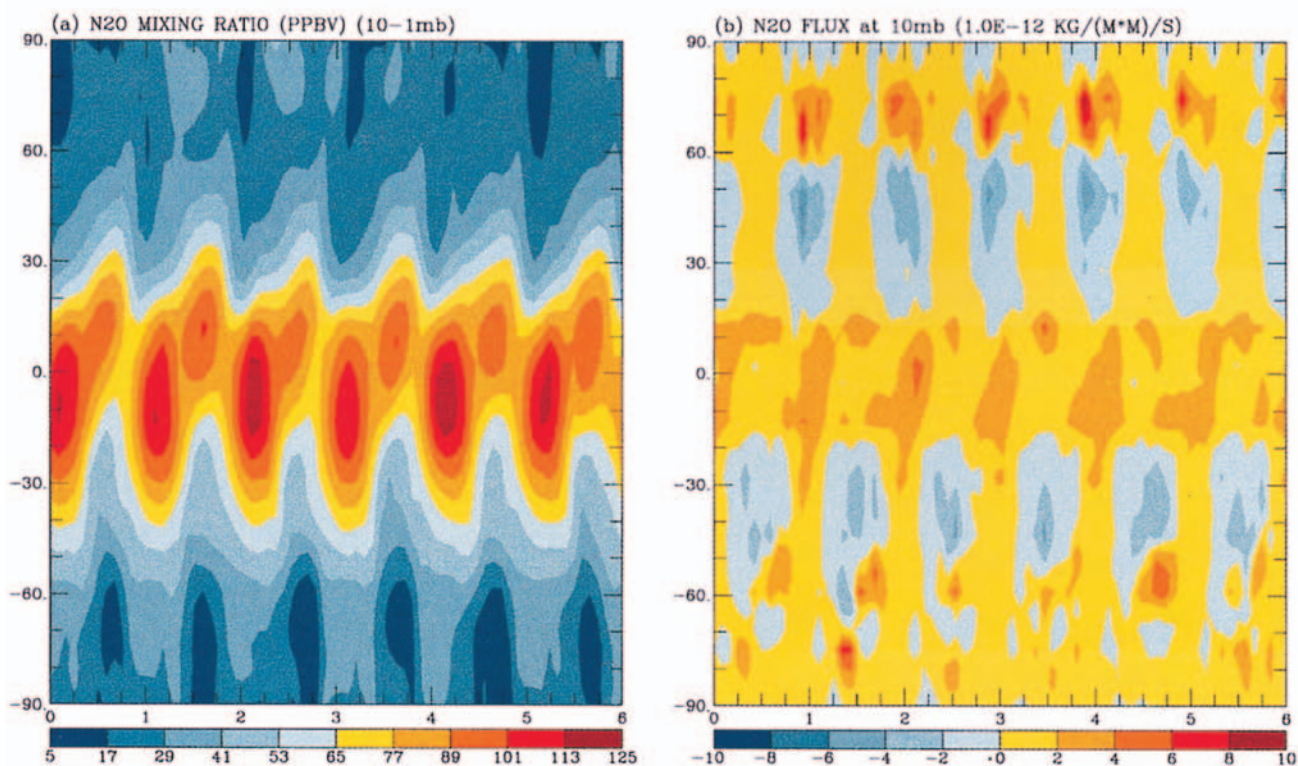 (a) N2O MIXING RATIO (PPBV) (10-1mb)
90.
60.
30.
0.
-30.
-60.
-90.
0 1 2 3 4 5 6
5 17 29 41 53 65 77 89 101 113 125
(b) N2O FLUX at 10mb (1.0E-12 KG/(M*M)/S)
90.
60.
30.
0.
-30.
-60.
-90.
0 1 2 3 4 5 6
-10 -8 -6 -4 -2 -0 2 4 6 8 10